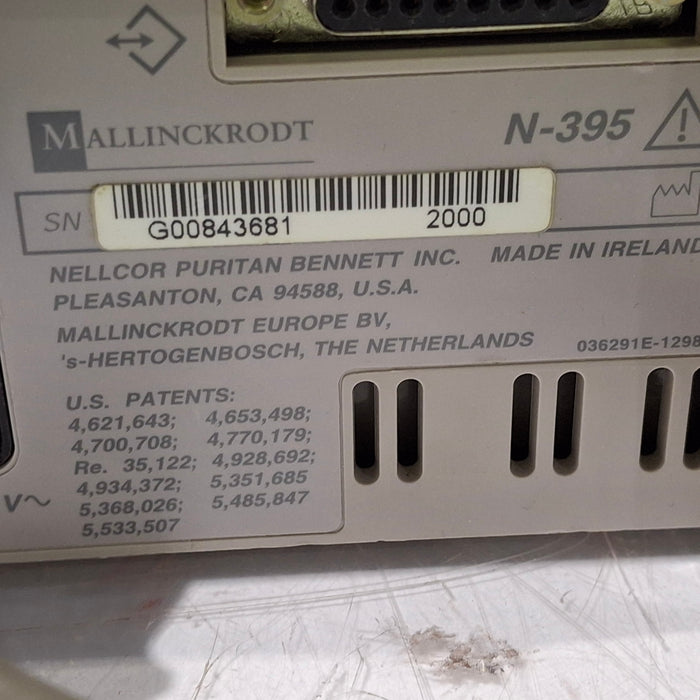 MALLINCKRODT
N-395
SN
G00843681 2000
NELLCOR PURITAN BENNETT INC. MADE IN IRELAND
PLEASANTON, CA 94588, U.S.A.
MALLINCKRODT EUROPE BV,
's-HERTOGENBOSCH, THE NETHERLANDS
036291E-1298
U.S. PATENTS:
4,621,643; 4,653,498;
4,700,708; 4,770,179;
Re. 35,122; 4,928,692;
4,934,372; 5,351,685
5,368,026; 5,485,847
5,533,507
V~